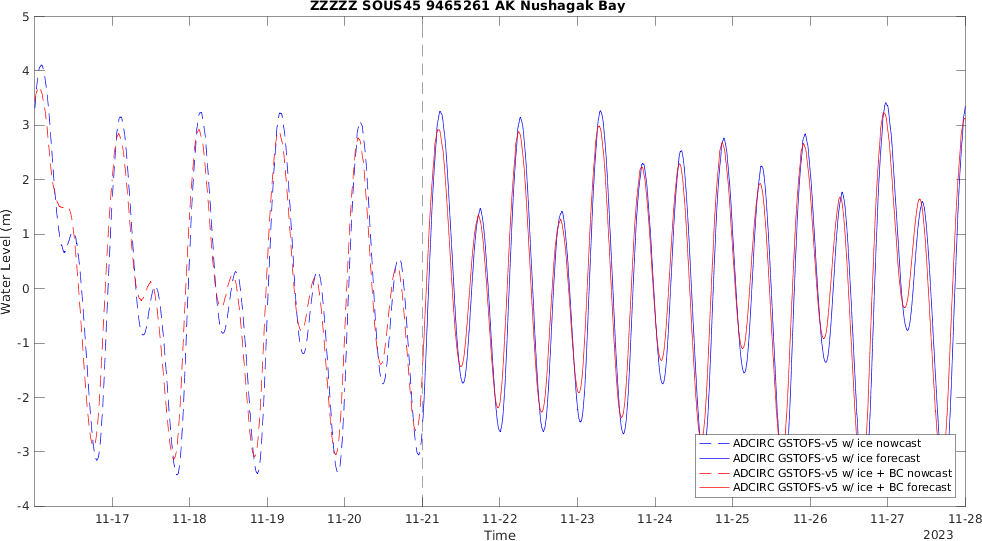 ZZZZZ SOUS45 9465261 AK Nushagak Bay
5
4
3
2
1
0
-1
-2
-3
-4
Water Level (m)
ADCIRC GSTOFS-v5 w/ ice nowcast
ADCIRC GSTOFS-v5 w/ ice forecast
ADCIRC GSTOFS-v5 w/ ice + BC nowcast
ADCIRC GSTOFS-v5 w/ ice + BC forecast
11-17 11-18 11-19 11-20 11-21 11-22 11-23 11-24 11-25 11-26 11-27 11-28
Time
2023